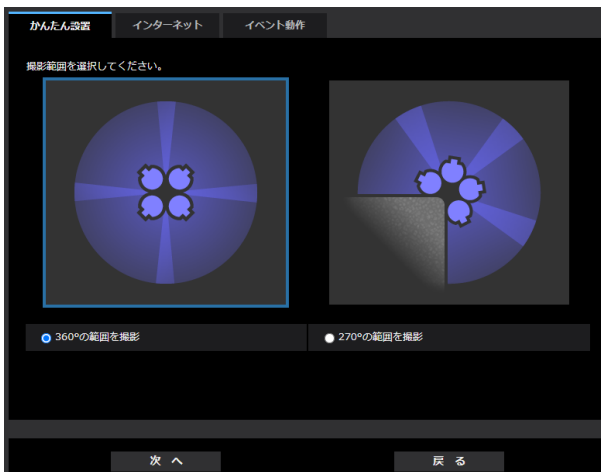 かんたん設置 インターネット イベント動作
撮影範囲を選択してください。
360°の範囲を撮影 270°の範囲を撮影
次 へ 戻 る